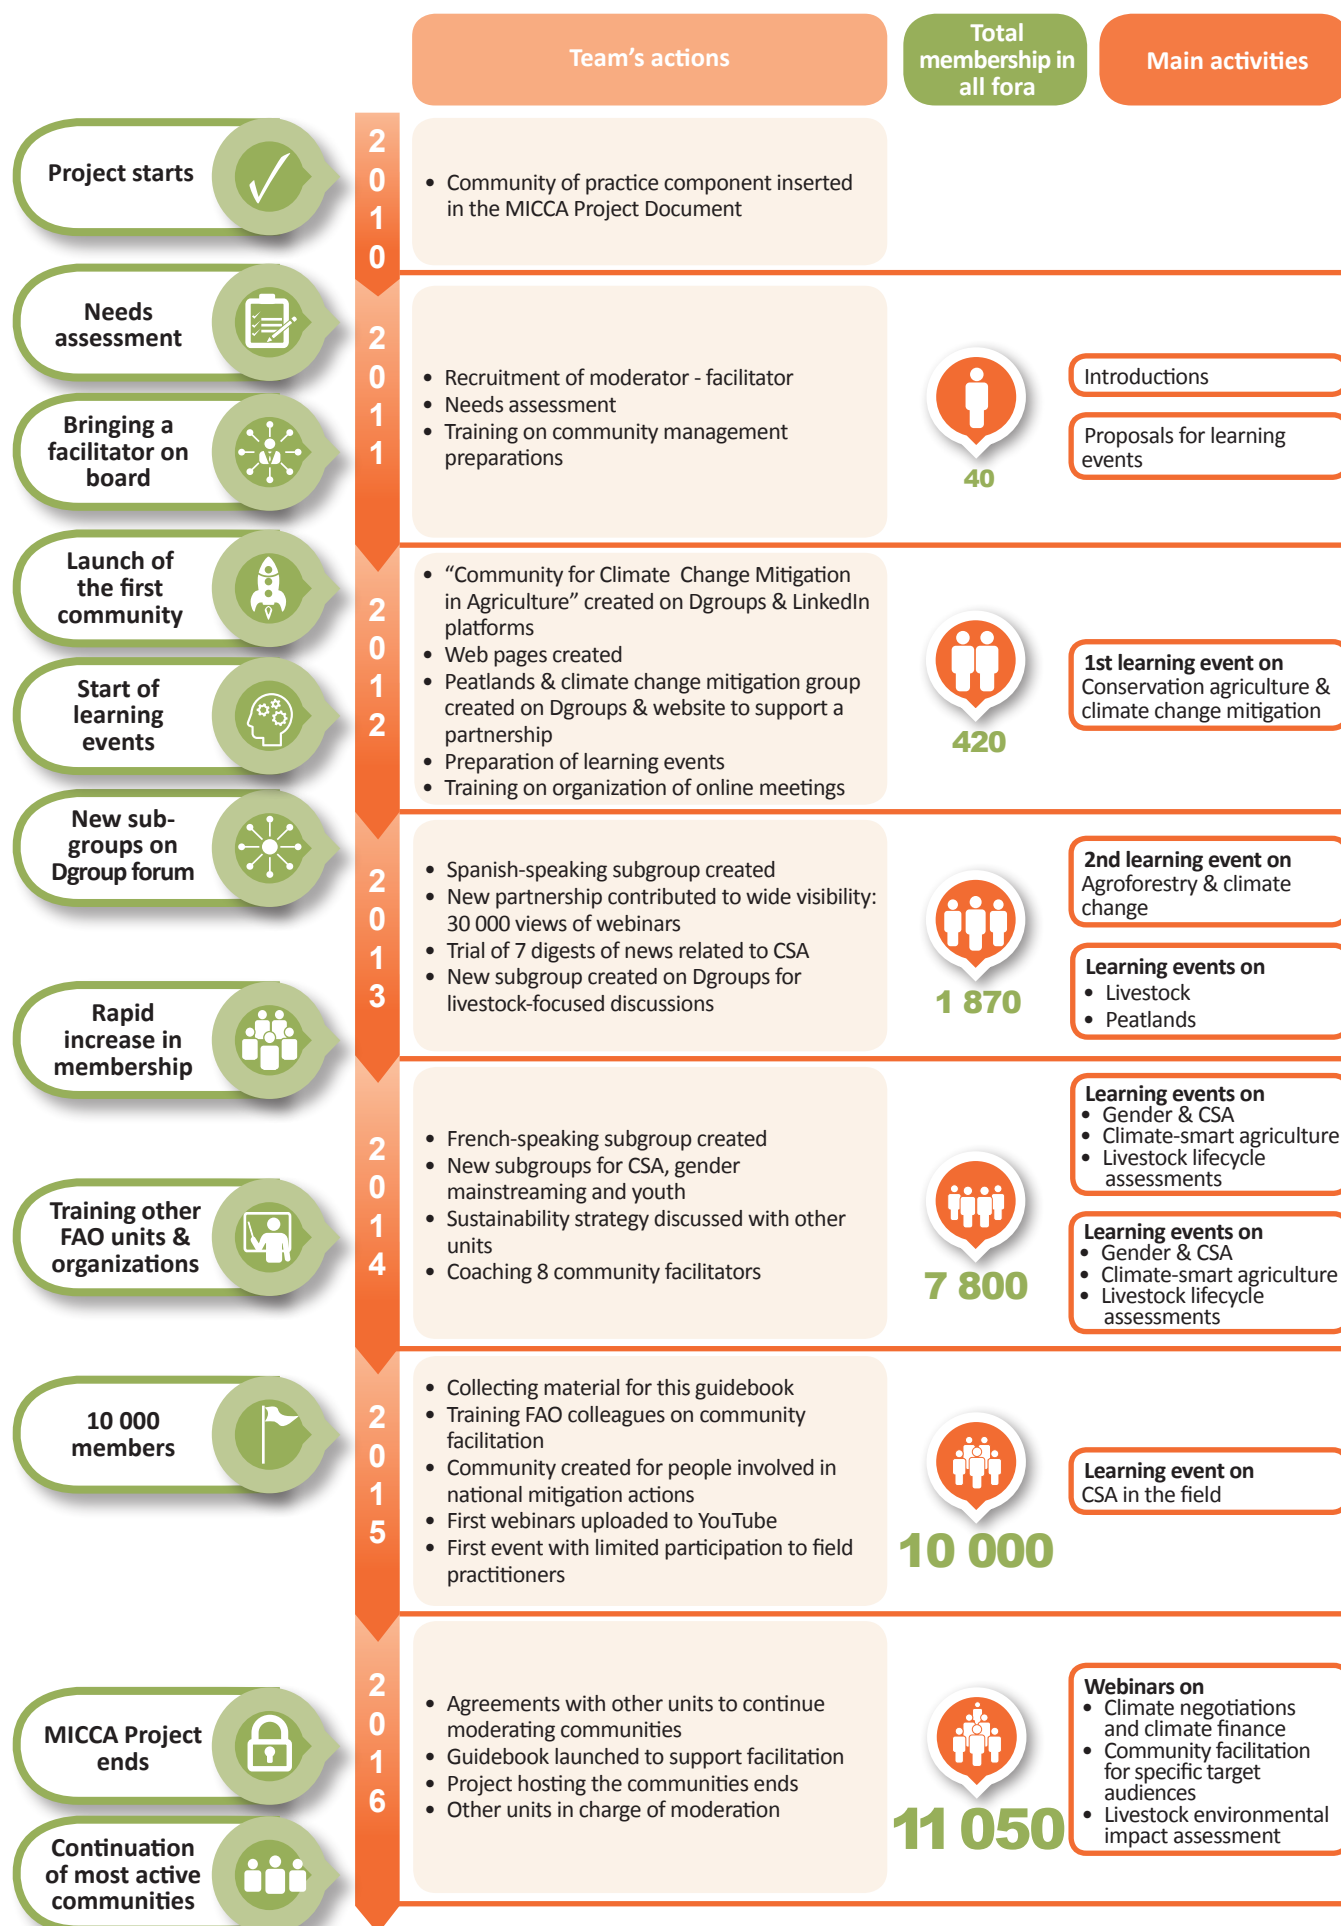 Team's actions
Total
membership in
all fora
Main activities
Project starts
2
0
1
0
• Community of practice component inserted
in the MICCA Project Document
Needs
assessment
Bringing a
facilitator on
board
2
0
1
1
• Recruitment of moderator - facilitator
• Needs assessment
• Training on community management
preparations
40
Introductions
Proposals for learning
events
Launch of
the first
community
Start of
learning
events
2
0
1
2
• “Community for Climate Change Mitigation
in Agriculture” created on Dgroups & LinkedIn
platforms
• Web pages created
• Peatlands & climate change mitigation group
created on Dgroups & website to support a
partnership
• Preparation of learning events
• Training on organization of online meetings
420
1st learning event on
Conservation agriculture &
climate change mitigation
New sub-
groups on
Dgroup forum
2
0
1
3
• Spanish-speaking subgroup created
• New partnership contributed to wide visibility:
30 000 views of webinars
• Trial of 7 digests of news related to CSA
• New subgroup created on Dgroups for
livestock-focused discussions
1 870
2nd learning event on
Agroforestry & climate
change
Learning events on
• Livestock
• Peatlands
Rapid
increase in
membership
Training other
FAO units &
organizations
2
0
1
4
• French-speaking subgroup created
• New subgroups for CSA, gender
mainstreaming and youth
• Sustainability strategy discussed with other
units
• Coaching 8 community facilitators
7 800
Learning events on
• Gender & CSA
• Climate-smart agriculture
• Livestock lifecycle
assessments
Learning events on
• Gender & CSA
• Climate-smart agriculture
• Livestock lifecycle
assessments
10 000
members
2
0
1
5
• Collecting material for this guidebook
• Training FAO colleagues on community
facilitation
• Community created for people involved in
national mitigation actions
• First webinars uploaded to YouTube
• First event with limited participation to field
practitioners
10 000
Learning event on
CSA in the field
MICCA Project
ends
Continuation
of most active
communities
2
0
1
6
• Agreements with other units to continue
moderating communities
• Guidebook launched to support facilitation
• Project hosting the communities ends
• Other units in charge of moderation
11 050
Webinars on
• Climate negotiations
and climate finance
• Community facilitation
for specific target
audiences
• Livestock environmental
impact assessment